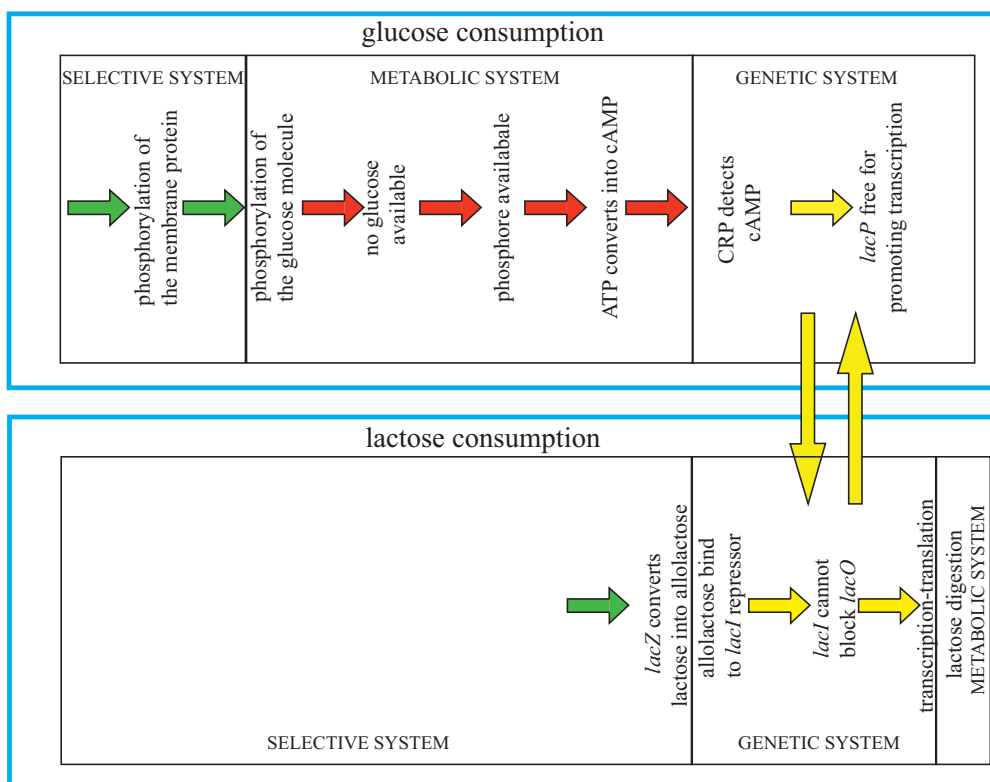 glucose consumption
SELECTIVE SYSTEM
METABOLIC SYSTEM
GENETIC SYSTEM
phosphorylation of
the membrane protein
phosphorylation of
the glucose molecule
no glucose
available
phosphore availabale
ATP converts into cAMP
CRP detects
cAMP
lacP free for
promoting transcription
lactose consumption
lacZ converts
lactose into allolactose
allolactose bind
to lacI repressor
lacI cannot
block lacO
transcription-translation
lactose digestion
METABOLIC SYSTEM
SELECTIVE SYSTEM
GENETIC SYSTEM